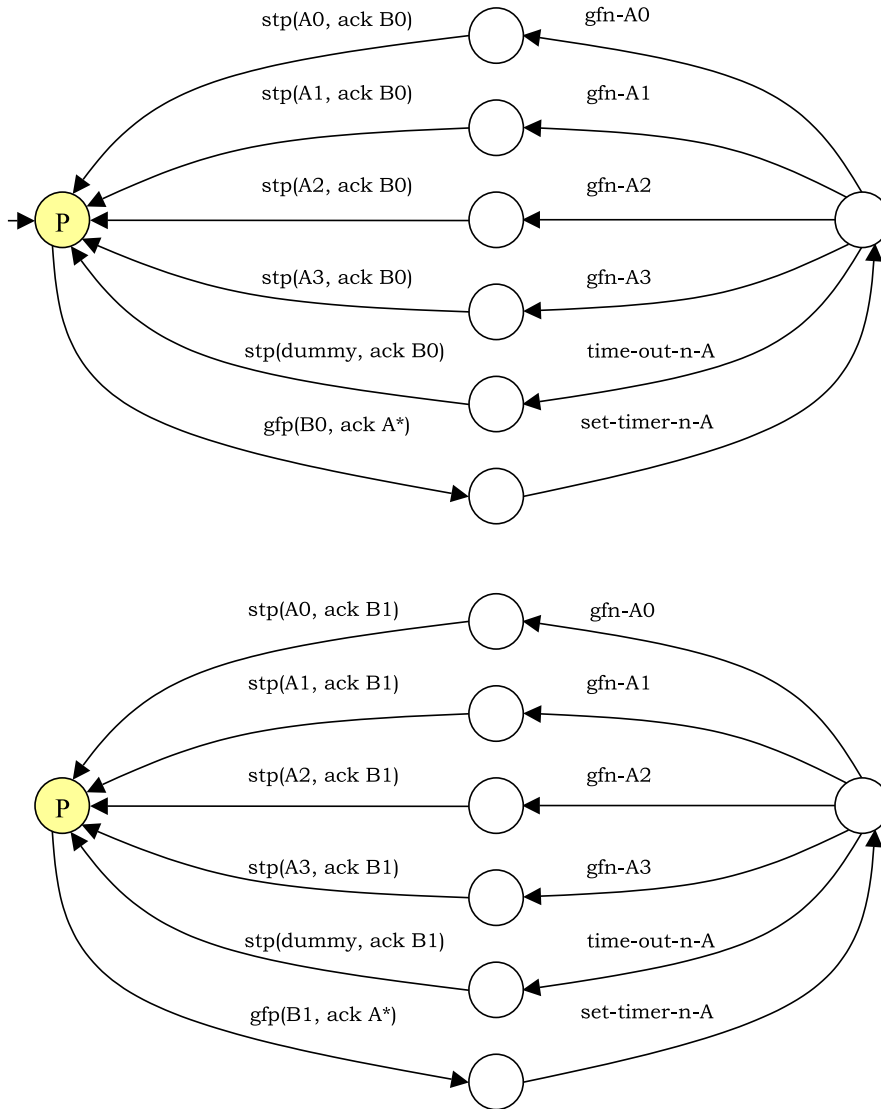 stp(A0, ack B0) gfn-A0
stp(A1, ack B0) gfn-A1
stp(A2, ack B0) gfn-A2
P
stp(A3, ack B0) gfn-A3
stp(dummy, ack B0) time-out-n-A
gfp(B0, ack A*) set-timer-n-A
stp(A0, ack B1) gfn-A0
stp(A1, ack B1) gfn-A1
stp(A2, ack B1) gfn-A2
P
stp(A3, ack B1) gfn-A3
stp(dummy, ack B1) time-out-n-A
gfp(B1, ack A*) set-timer-n-A